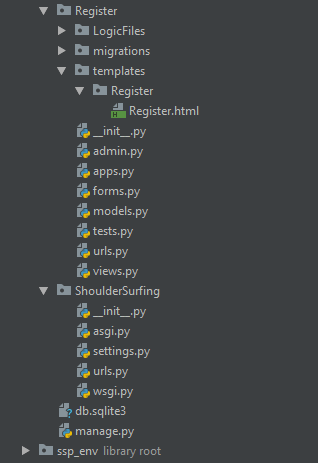 Register
LogicFiles
migrations
templates
Register
Register.html
__init__.py
admin.py
apps.py
forms.py
models.py
tests.py
urls.py
views.py
ShoulderSurfing
__init__.py
asgi.py
settings.py
urls.py
wsgi.py
db.sqlite3
manage.py
ssp_env library root